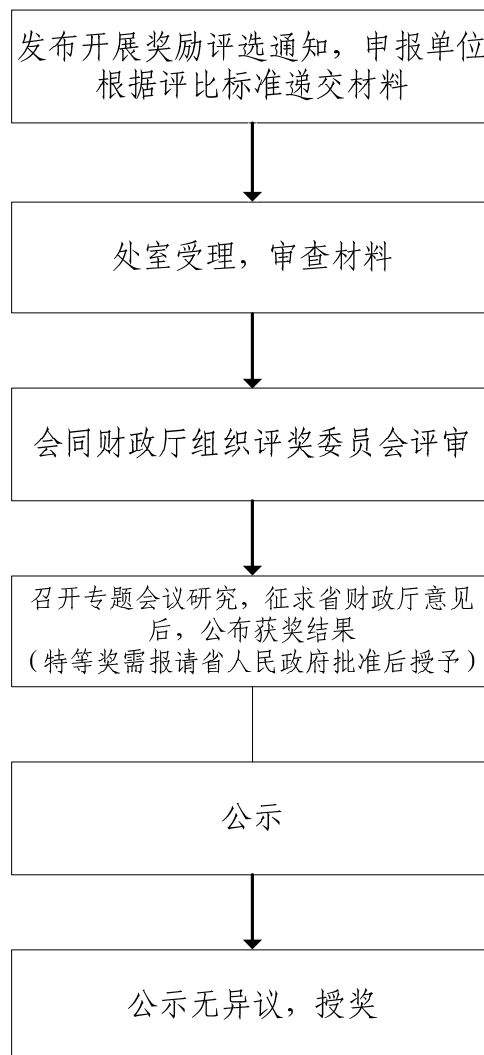 发布开展奖励评选通知，申报单位
根据评比标准递交材料
处室受理，审查材料
会同财政厅组织评奖委员会评审
召开专题会议研究，征求省财政厅意见
后，公布获奖结果
（特等奖需报请省人民政府批准后授予）
公示
公示无异议，授奖